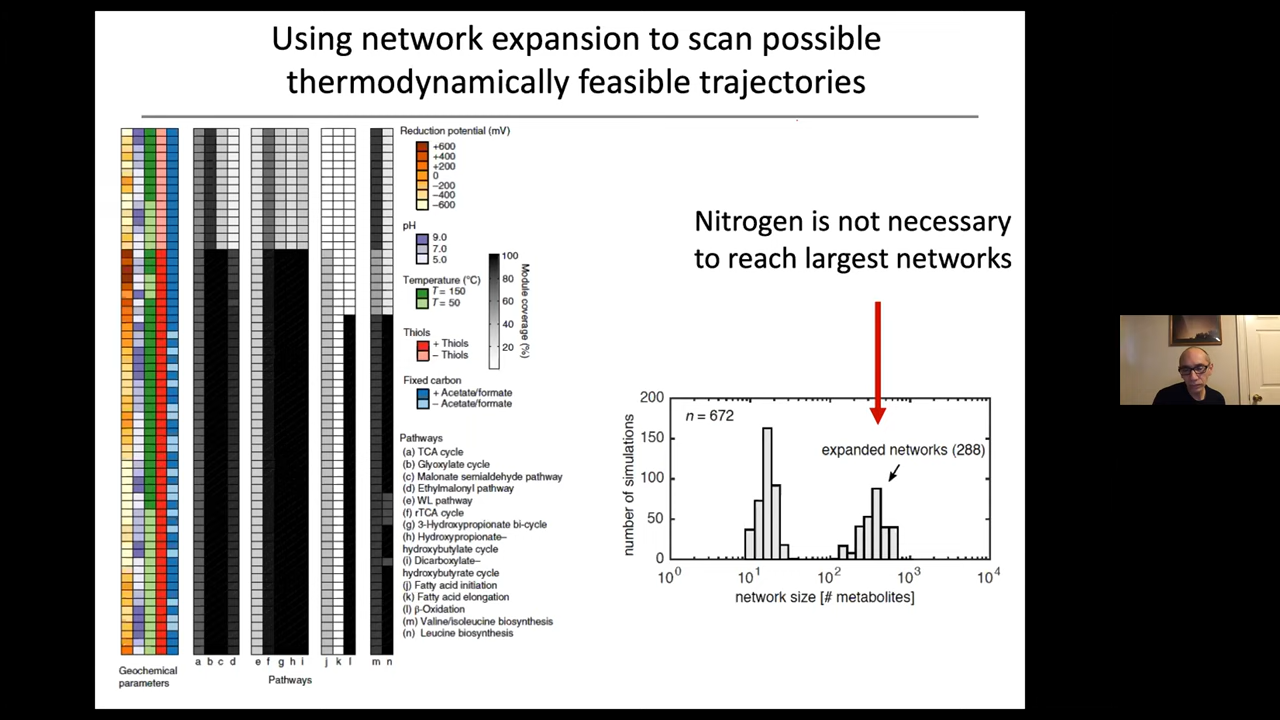 Using network expansion to scan possible
thermodynamically feasible trajectories
Reduction potential (mV)
+600
+400
+200
0
−200
−400
−600
pH
9.0
7.0
5.0
Temperature (°C)
T = 150
T = 50
Thiols
+ Thiols
− Thiols
Fixed carbon
+ Acetate/formate
− Acetate/formate
100
80
60
40
20
Module coverage (%)
Pathways
(a) TCA cycle
(b) Glyoxylate cycle
(c) Malonate semialdehyde pathway
(d) Ethylmalonyl pathway
(e) WL pathway
(f) rTCA cycle
(g) 3-Hydroxypropionate bi-cycle
(h) Hydroxypropionate–
hydroxybutylate cycle
(i) Dicarboxylate–
hydroxybutyrate cycle
(j) Fatty acid initiation
(k) Fatty acid elongation
(l) β-Oxidation
(m) Valine/isoleucine biosynthesis
(n) Leucine biosynthesis
a b c d e f g h i j k l m n
Geochemical
parameters
Pathways
Nitrogen is not necessary
to reach largest networks
n = 672
expanded networks (288)
number of simulations
200
150
100
50
0
10⁰ 10¹ 10² 10³ 10⁴
network size [# metabolites]